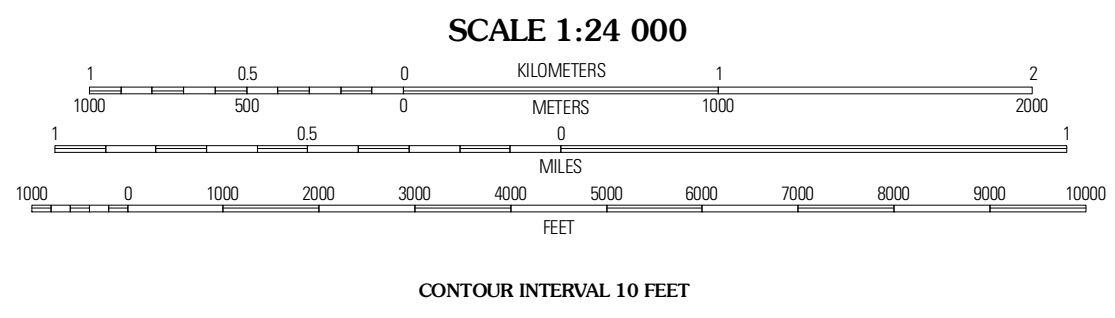 SCALE 1:24 000
1 0.5 0 KILOMETERS 1 2
1000 500 0 METERS 1000 2000
1 0.5 0 1
MILES
1000 0 1000 2000 3000 4000 5000 6000 7000 8000 9000 10000
FEET
CONTOUR INTERVAL 10 FEET